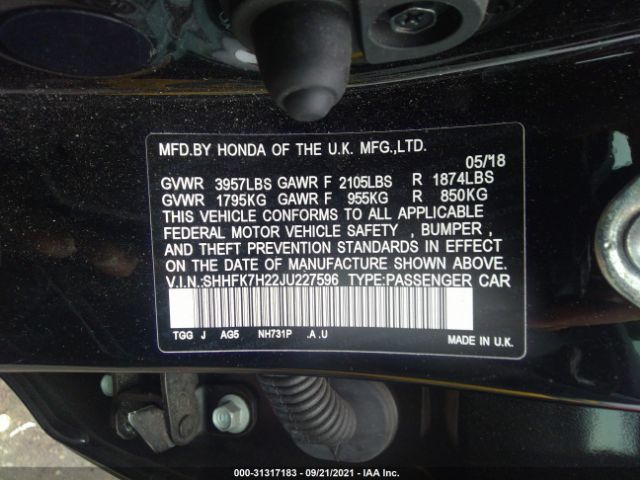 MFD.BY HONDA OF THE U.K. MFG.,LTD.
05/18
GVWR 3957LBS GAWR F 2105LBS R 1874LBS
GVWR 1795KG GAWR F 955KG R 850KG
THIS VEHICLE CONFORMS TO ALL APPLICABLE
FEDERAL MOTOR VEHICLE SAFETY , BUMPER ,
AND THEFT PREVENTION STANDARDS IN EFFECT
ON THE DATE OF MANUFACTURE SHOWN ABOVE.
V.I.N.:SHHFK7H22JU227596 TYPE:PASSENGER CAR
TGG J AG5 NH731P .A.U
MADE IN U.K.
000-31317183 - 09/21/2021 - IAA Inc.